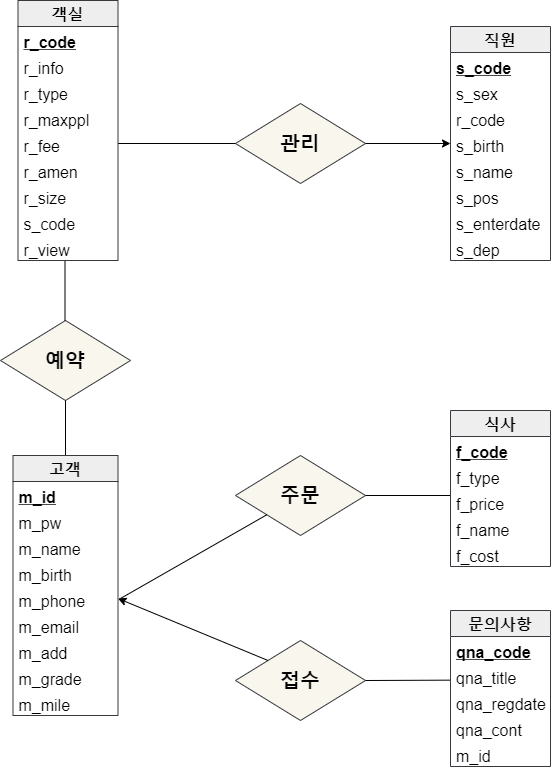 객실
r_code
r_info
r_type
r_maxppl
r_fee
r_amen
r_size
s_code
r_view
관리
직원
s_code
s_sex
r_code
s_birth
s_name
s_pos
s_enterdate
s_dep
예약
고객
m_id
m_pw
m_name
m_birth
m_phone
m_email
m_add
m_grade
m_mile
주문
식사
f_code
f_type
f_price
f_name
f_cost
접수
문의사항
qna_code
qna_title
qna_regdate
qna_cont
m_id